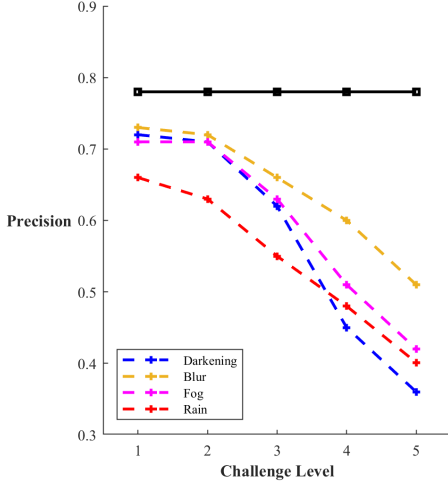 0.9
0.8
0.7
Precision 0.6
0.5
0.4
0.3
Darkening
Blur
Fog
Rain
1 2 3 4 5
Challenge Level